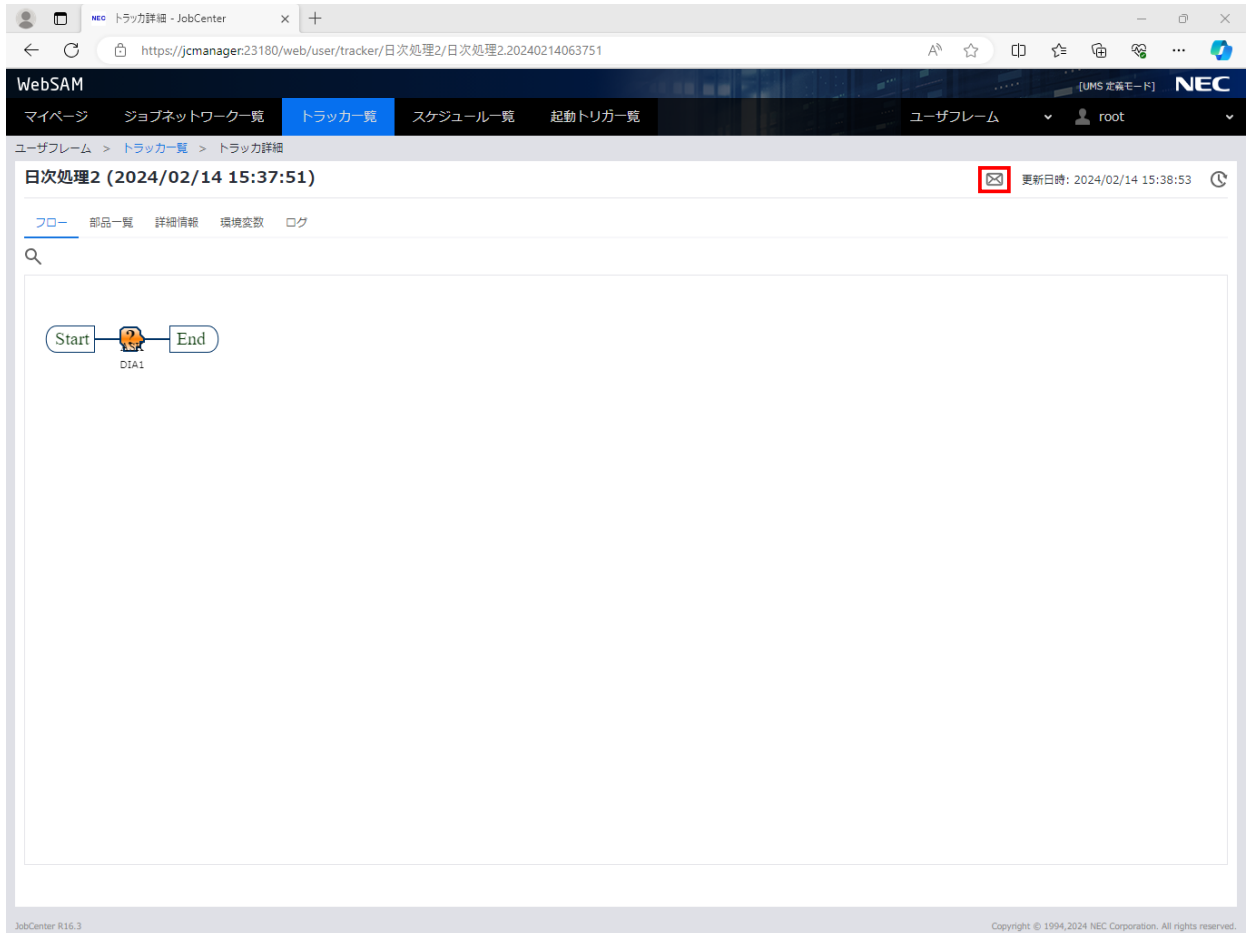 NEC トラッカ詳細 - JobCenter
https://jcmanager:23180/web/user/tracker/日次処理2/日次処理2.20240214063751
WebSAM
[UMS 定義モード] NEC
マイページ ジョブネットワーク一覧 トラッカ一覧 スケジュール一覧 起動トリガ一覧 ユーザフレーム root
ユーザフレーム > トラッカ一覧 > トラッカ詳細
日次処理2 (2024/02/14 15:37:51)
更新日時: 2024/02/14 15:38:53
フロー 部品一覧 詳細情報 環境変数 ログ
Start ? ASK End
DIA1
JobCenter R16.3
Copyright © 1994,2024 NEC Corporation. All rights reserved.